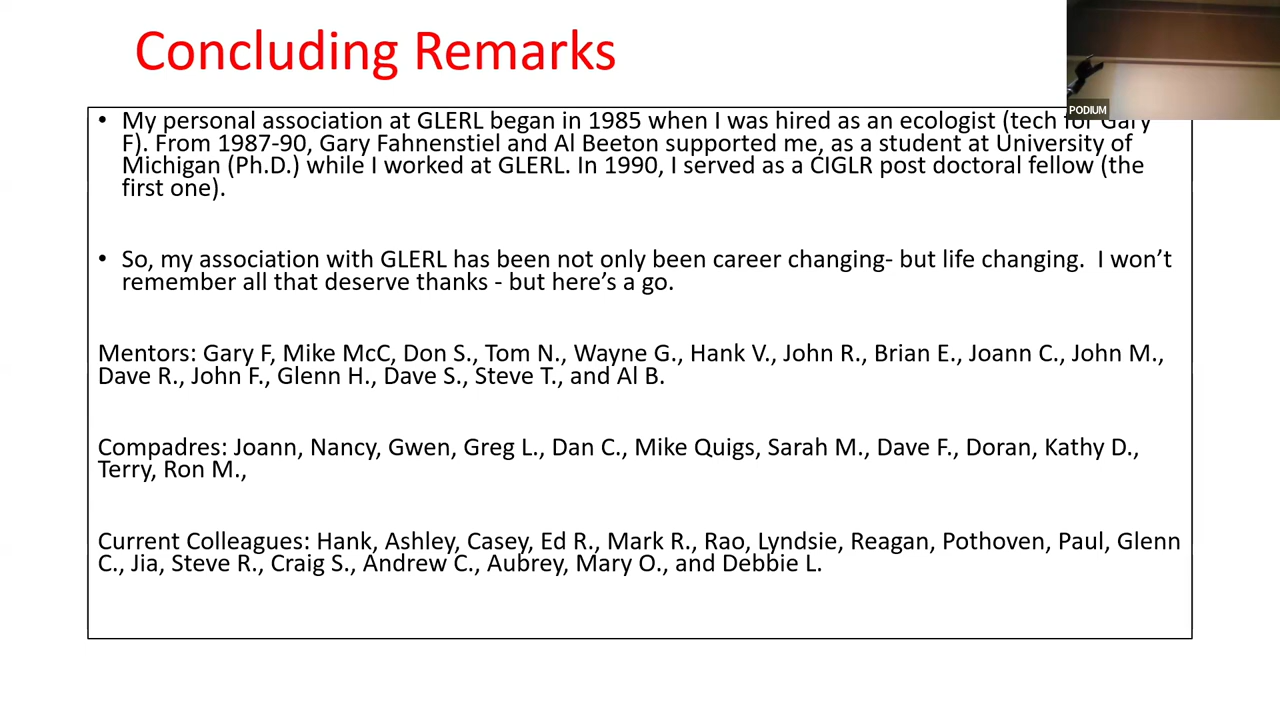 Concluding Remarks
PODIUM
• My personal association at GLERL began in 1985 when I was hired as an ecologist (tech for Gary
F). From 1987-90, Gary Fahnenstiel and Al Beeton supported me, as a student at University of
Michigan (Ph.D.) while I worked at GLERL. In 1990, I served as a CIGLR post doctoral fellow (the
first one).
• So, my association with GLERL has been not only been career changing- but life changing.  I won’t
remember all that deserve thanks - but here’s a go.
Mentors: Gary F, Mike McC, Don S., Tom N., Wayne G., Hank V., John R., Brian E., Joann C., John M.,
Dave R., John F., Glenn H., Dave S., Steve T., and Al B.
Compadres: Joann, Nancy, Gwen, Greg L., Dan C., Mike Quigs, Sarah M., Dave F., Doran, Kathy D.,
Terry, Ron M.,
Current Colleagues: Hank, Ashley, Casey, Ed R., Mark R., Rao, Lyndsie, Reagan, Pothoven, Paul, Glenn
C., Jia, Steve R., Craig S., Andrew C., Aubrey, Mary O., and Debbie L.